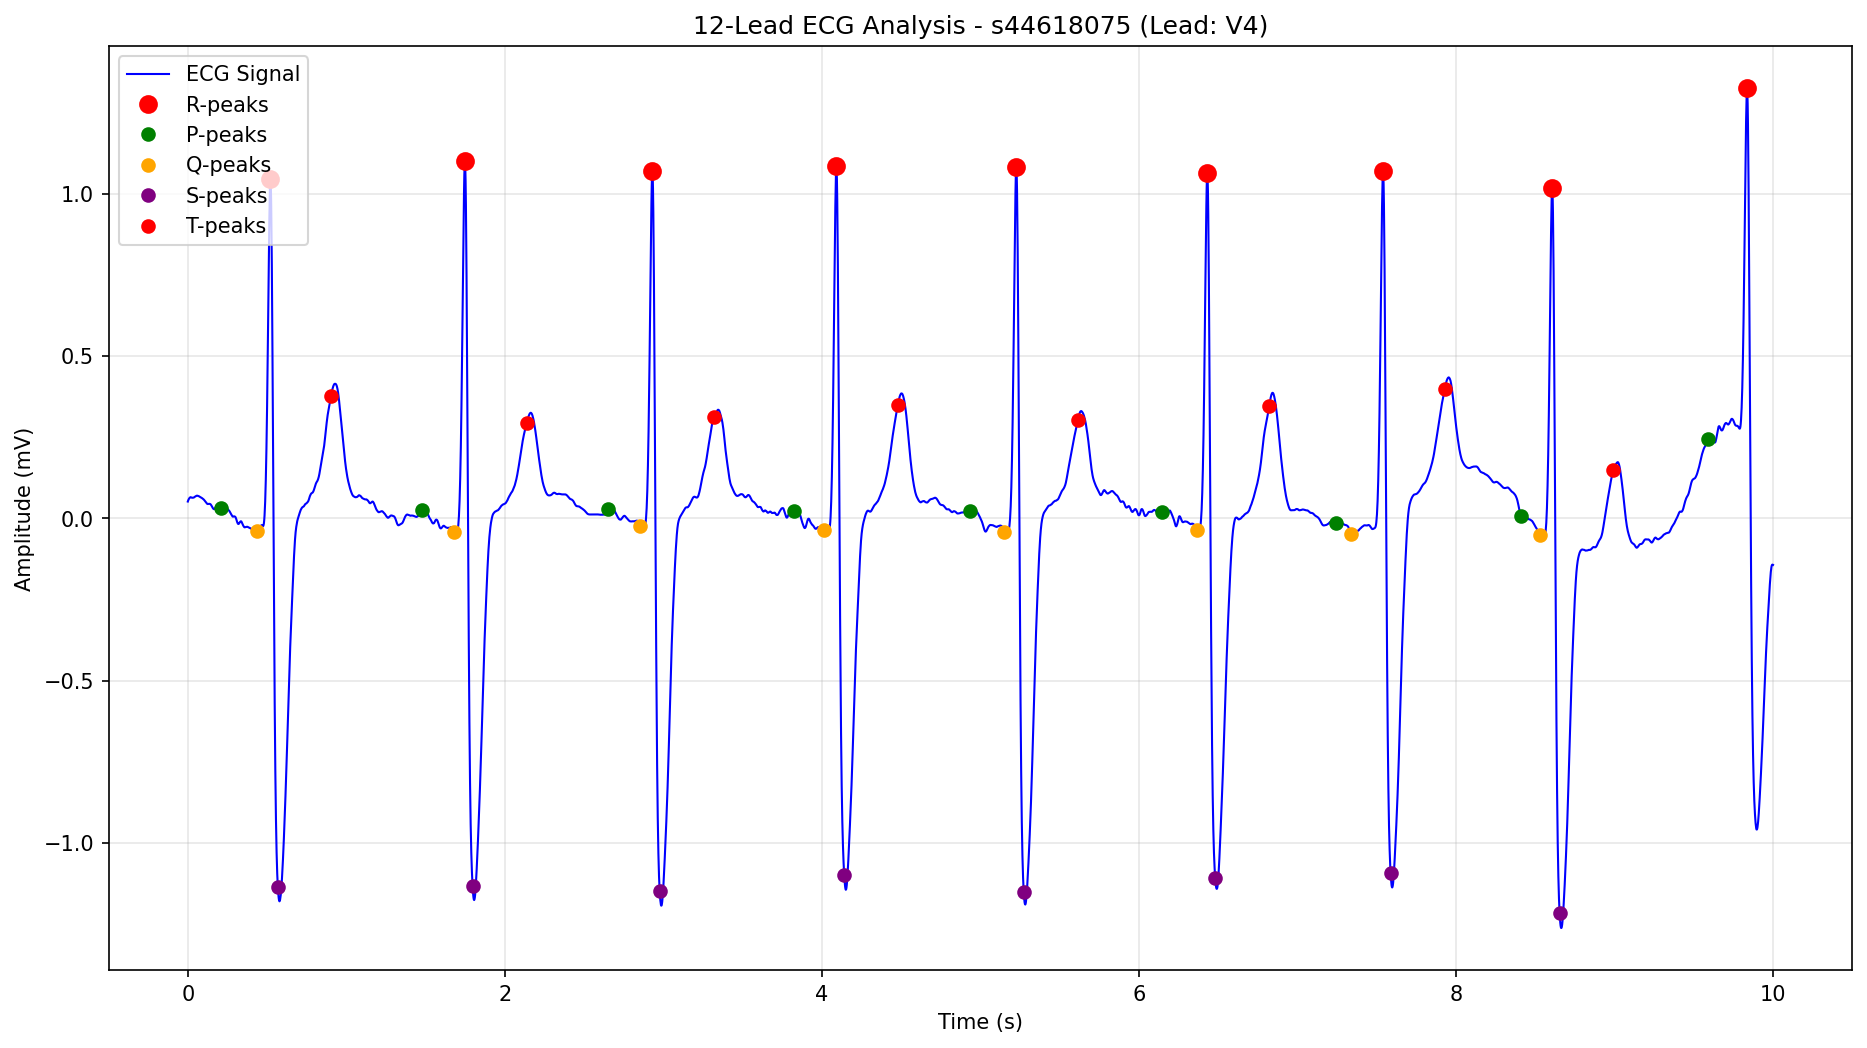 12-Lead ECG Analysis - s44618075 (Lead: V4)
ECG Signal
R-peaks
P-peaks
Q-peaks
S-peaks
T-peaks
Amplitude (mV)
1.0
0.5
0.0
−0.5
−1.0
0 2 4 6 8 10
Time (s)